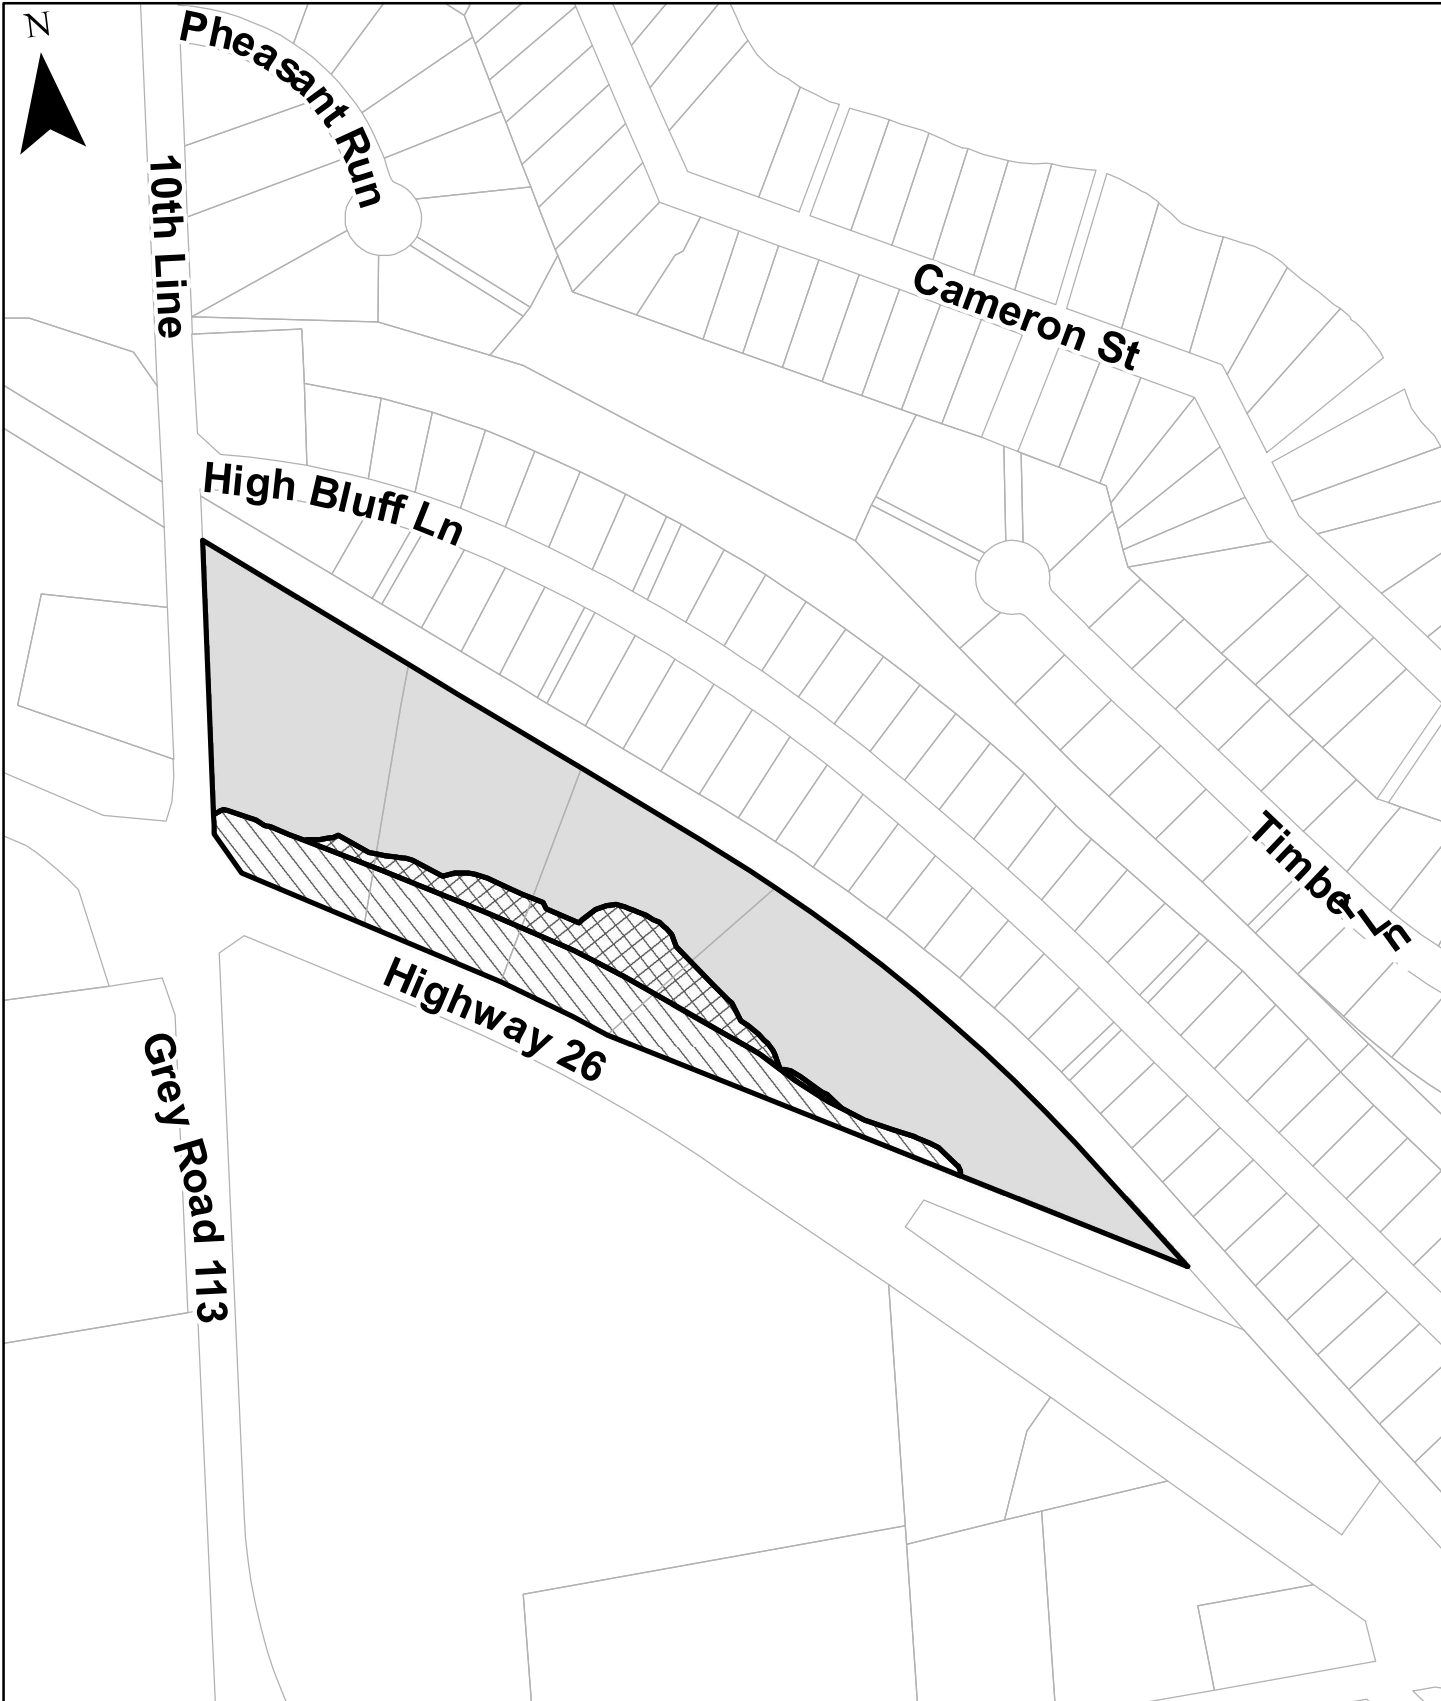 N
Pheasant Run
10th Line
Cameron St
High Bluff Ln
Highway 26
Grey Road 113